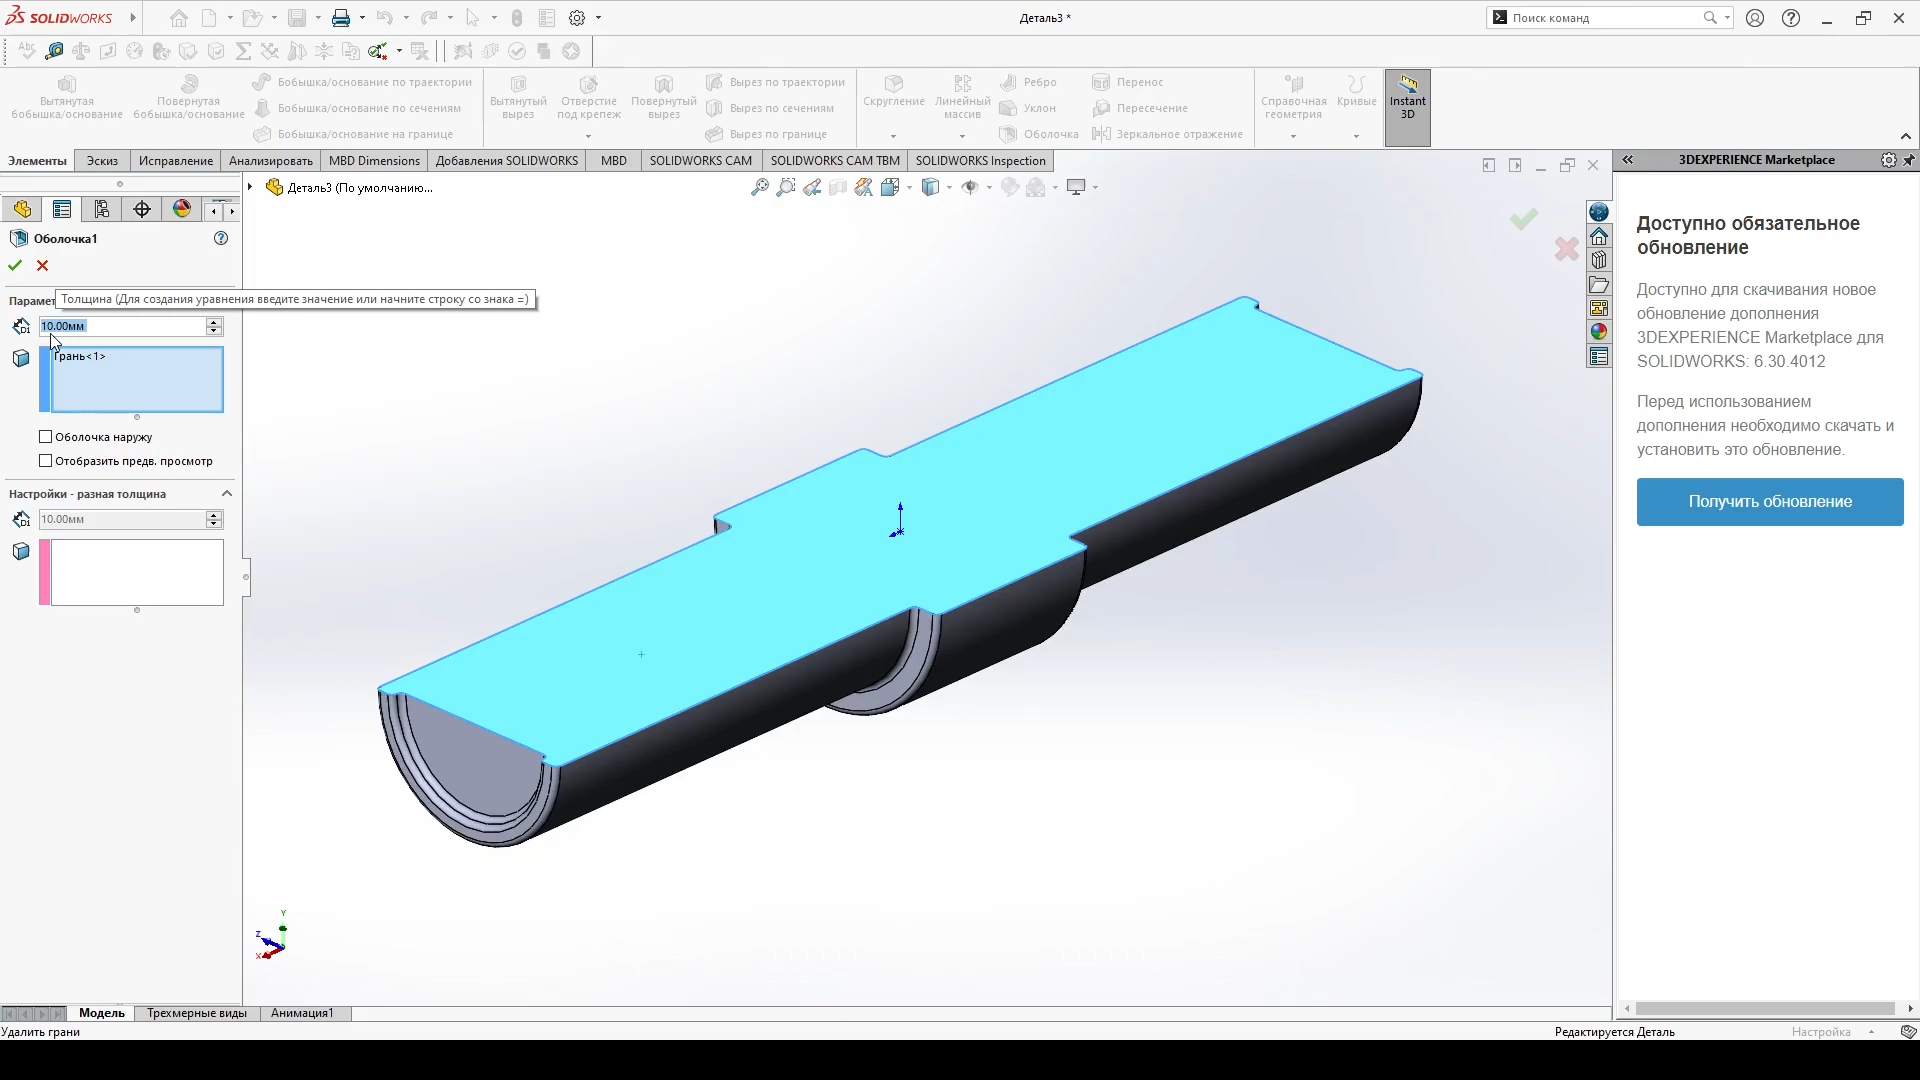 SOLIDWORKS
Деталь3 *
Поиск команд
Вытянутая бобышка/основание
Повернутая бобышка/основание
Бобышка/основание по траектории
Бобышка/основание по сечениям
Бобышка/основание на границе
Вытянутый вырез
Отверстие под крепеж
Повернутый вырез
Вырез по траектории
Вырез по сечениям
Вырез по границе
Скругление
Линейный массив
Ребро
Уклон
Оболочка
Перенос
Пересечение
Зеркальное отражение
Справочная геометрия
Кривые
Instant 3D
Элементы
Эскиз
Исправление
Анализировать
MBD Dimensions
Добавления SOLIDWORKS
MBD
SOLIDWORKS CAM
SOLIDWORKS CAM TBM
SOLIDWORKS Inspection
3DEXPERIENCE Marketplace
Деталь3 (По умолчанию...
Оболочка1
Парамет
Толщина (Для создания уравнения введите значение или начните строку со знака =)
10.00мм
Грань<1>
Оболочка наружу
Отобразить предв. просмотр
Настройки - разная толщина
10.00мм
Доступно обязательное
обновление
Доступно для скачивания новое
обновление дополнения
3DEXPERIENCE Marketplace для
SOLIDWORKS: 6.30.4012
Перед использованием
дополнения необходимо скачать и
установить это обновление.
Получить обновление
Y
Z
X
Модель
Трехмерные виды
Анимация1
Удалить грани
Редактируется Деталь
Настройка